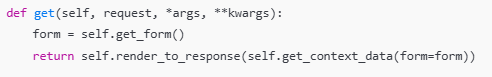 def get(self, request, *args, **kwargs):
    form = self.get_form()
    return self.render_to_response(self.get_context_data(form=form))